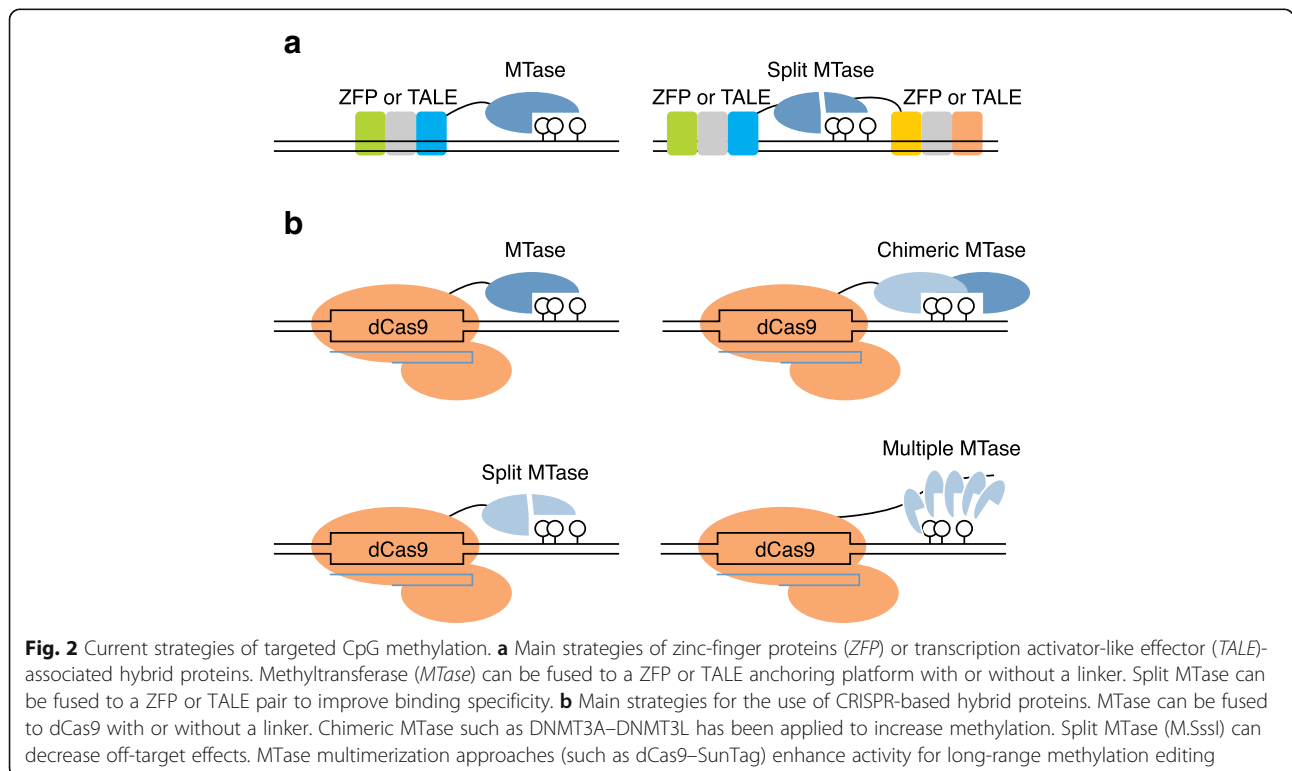 a
MTase
Split MTase
ZFP or TALE
ZFP or TALE
ZFP or TALE
b
MTase
Chimeric MTase
dCas9
dCas9
Split MTase
Multiple MTase
dCas9
dCas9
Fig. 2 Current strategies of targeted CpG methylation. a Main strategies of zinc-finger proteins (ZFP) or transcription activator-like effector (TALE)-
associated hybrid proteins. Methyltransferase (MTase) can be fused to a ZFP or TALE anchoring platform with or without a linker. Split MTase can
be fused to a ZFP or TALE pair to improve binding specificity. b Main strategies for the use of CRISPR-based hybrid proteins. MTase can be fused
to dCas9 with or without a linker. Chimeric MTase such as DNMT3A–DNMT3L has been applied to increase methylation. Split MTase (M.SssI) can
decrease off-target effects. MTase multimerization approaches (such as dCas9–SunTag) enhance activity for long-range methylation editing